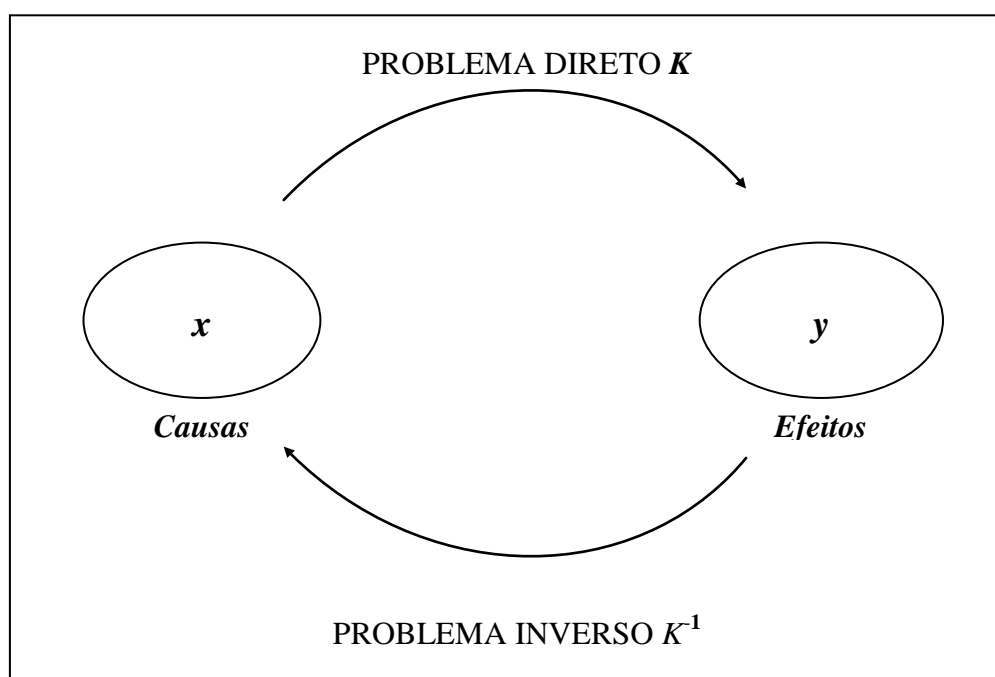 PROBLEMA DIRETO K
x
y
Causas
Efeitos
PROBLEMA INVERSO K⁻¹